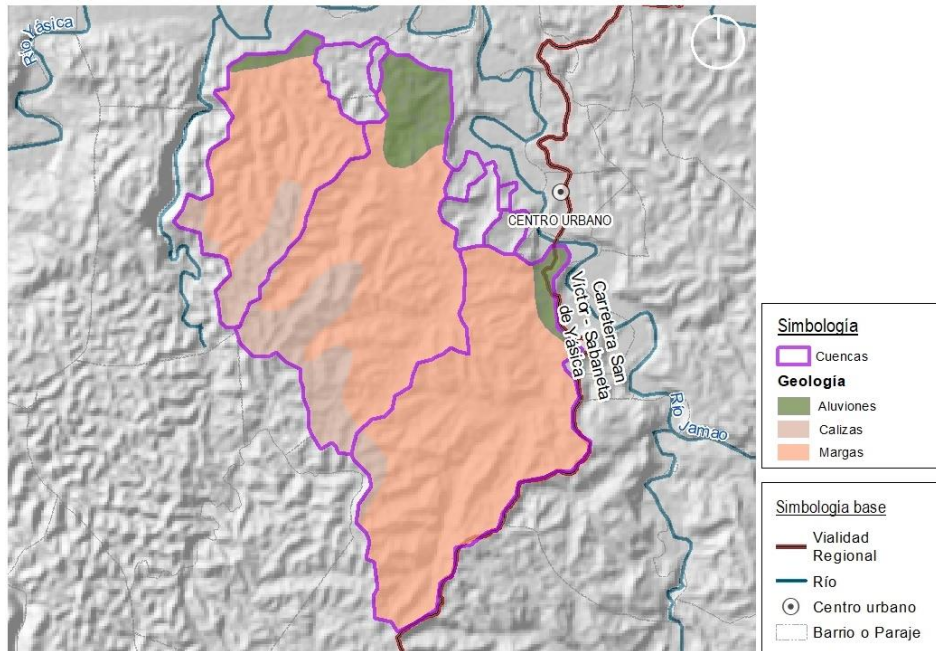 Río Yásica
CENTRO URBANO
Carretera San
Víctor - Sabaneta
de Yásica
Río Jamao
Simbología
Cuencas
Geología
Aluviones
Calizas
Margas
Simbología base
Vialidad
Regional
Río
Centro urbano
Barrio o Paraje